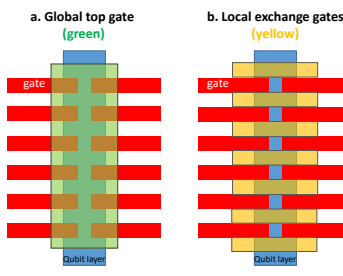 a. Global top gate
(green)
b. Local exchange gates
(yellow)
gate
gate
Qubit layer
Qubit layer